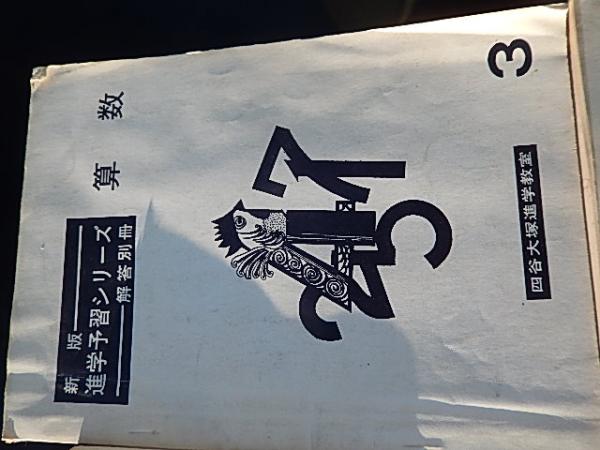 新版
進学予習シリーズ
解答別冊
算数
3
四谷大塚進学教室